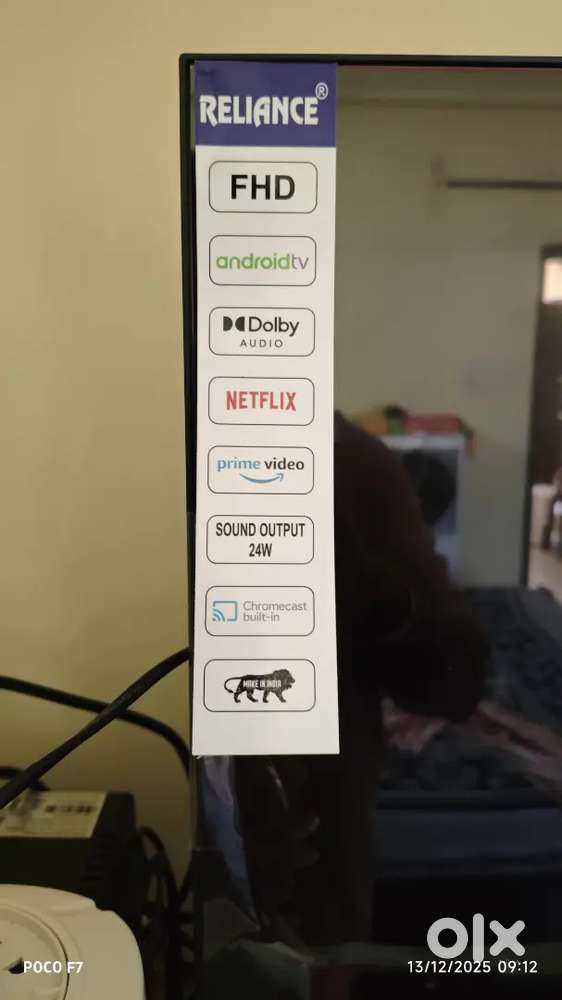 RELIANCE®
FHD
androidtv
Dolby
AUDIO
NETFLIX
prime video
SOUND OUTPUT
24W
Chromecast
built-in
MAKE IN INDIA
olx
POCO F7
13/12/2025 09:12